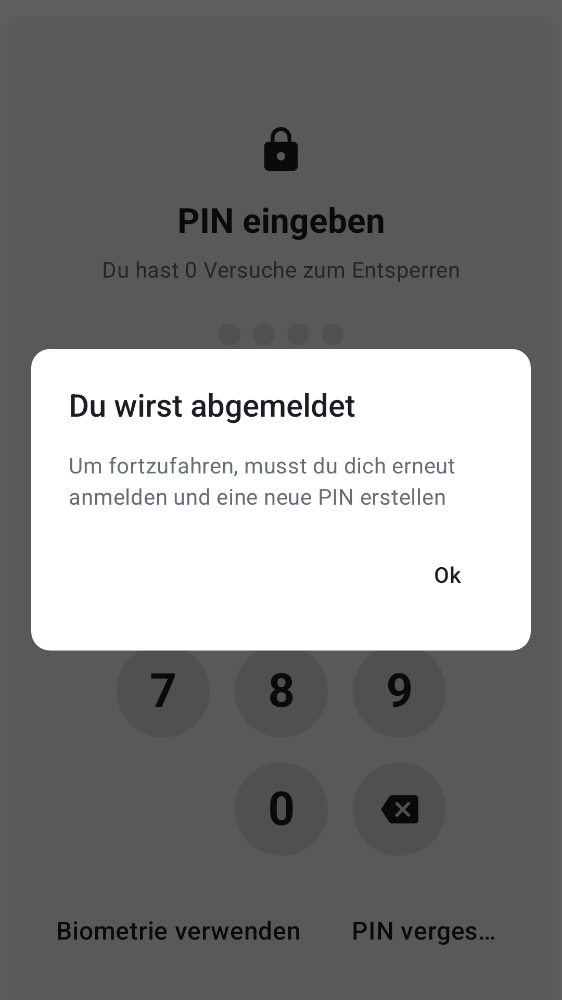 PIN eingeben
Du hast 0 Versuche zum Entsperren
Du wirst abgemeldet
Um fortzufahren, musst du dich erneut
anmelden und eine neue PIN erstellen
Ok
7 8 9
0
Biometrie verwenden PIN verges…